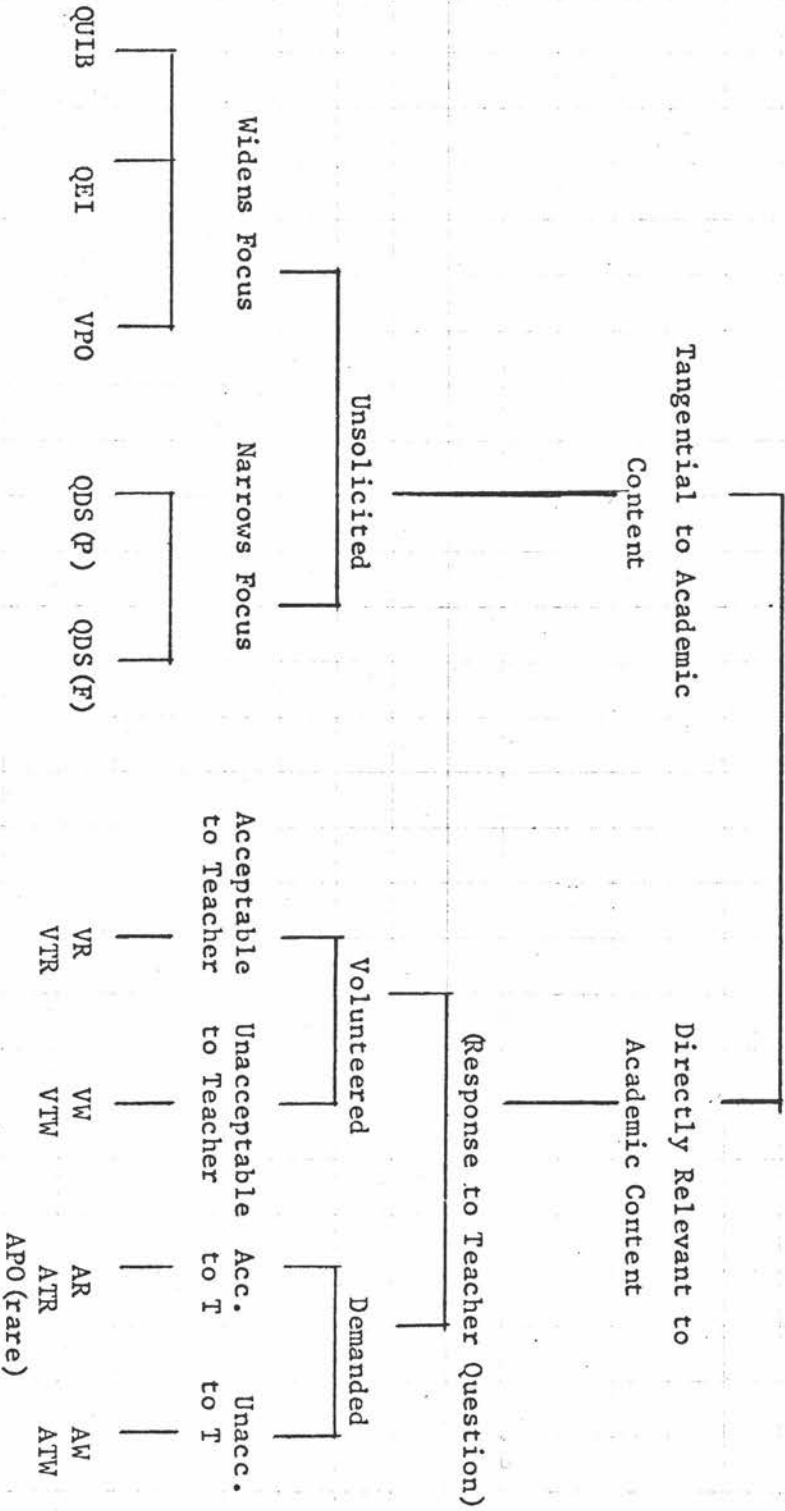 Tangential to Academic
Content
Directly Relevant to
Academic Content
(Response to Teacher Question)
Unsolicited
Volunteered
Demanded
Widens Focus
Narrows Focus
Acceptable
to Teacher
Unacceptable
to Teacher
Acc.
to T
Unacc.
to T
QUIB
QEI
VPO
QDS(P)
QDS(F)
VR
VTR
VW
VTW
AR
ATR
APO(rare)
AW
ATW